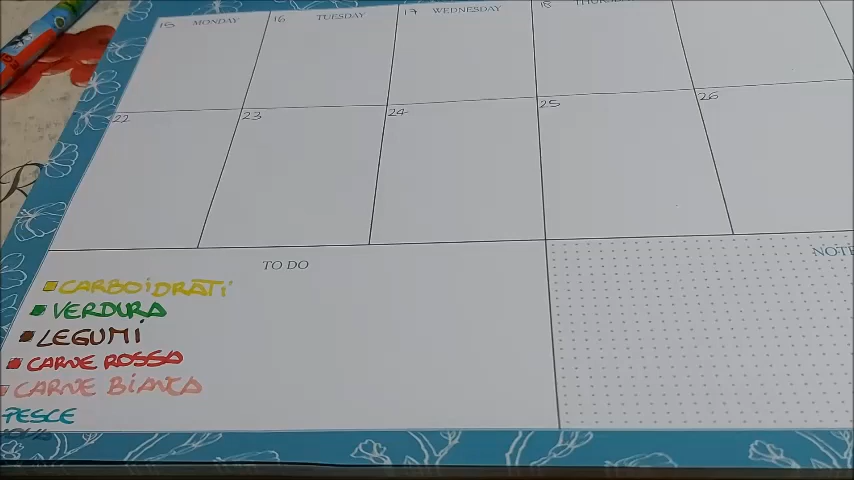 15 MONDAY 16 TUESDAY 17 WEDNESDAY 18
22 23 24 25 26
TO DO
CARBOiDRATi
VERDURA
LEGUMi
CARNE ROSSA
CARNE BiANCA
PESCE